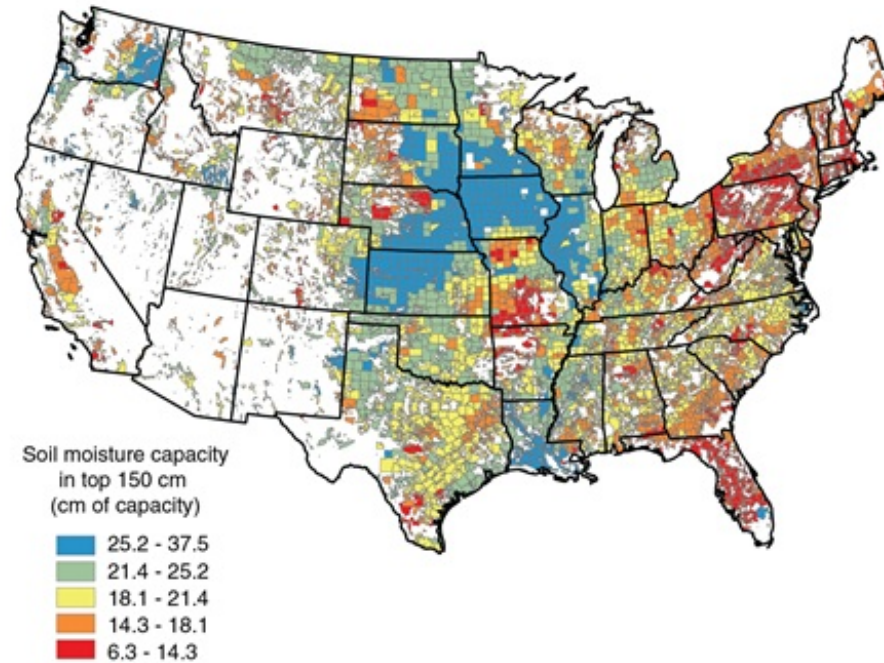 Soil moisture capacity
in top 150 cm
(cm of capacity)
25.2 - 37.5
21.4 - 25.2
18.1 - 21.4
14.3 - 18.1
6.3 - 14.3